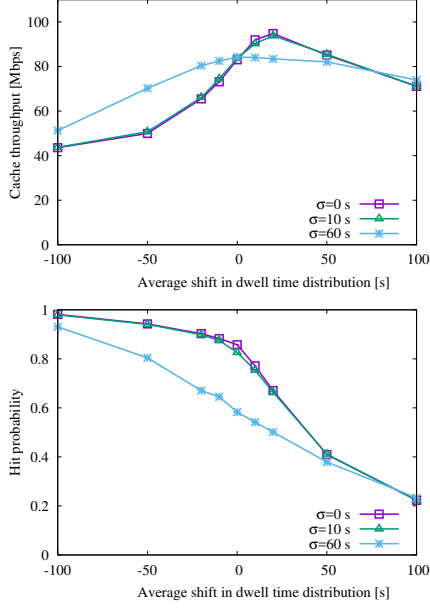 100
80
60
40
20
0
Cache throughput [Mbps]
σ=0 s
σ=10 s
σ=60 s
-100 -50 0 50 100
Average shift in dwell time distribution [s]
1
0.8
0.6
0.4
0.2
0
Hit probability
σ=0 s
σ=10 s
σ=60 s
-100 -50 0 50 100
Average shift in dwell time distribution [s]